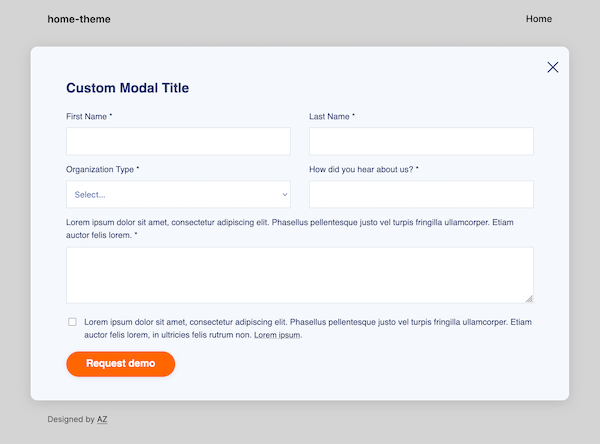 home-theme
Home
Custom Modal Title
First Name *
Last Name *
Organization Type *
How did you hear about us? *
Select...
Lorem ipsum dolor sit amet, consectetur adipiscing elit. Phasellus pellentesque justo vel turpis fringilla ullamcorper. Etiam
auctor felis lorem. *
Lorem ipsum dolor sit amet, consectetur adipiscing elit. Phasellus pellentesque justo vel turpis fringilla ullamcorper. Etiam
auctor felis lorem, in ultricies felis rutrum non. Lorem ipsum.
Request demo
Designed by AZ